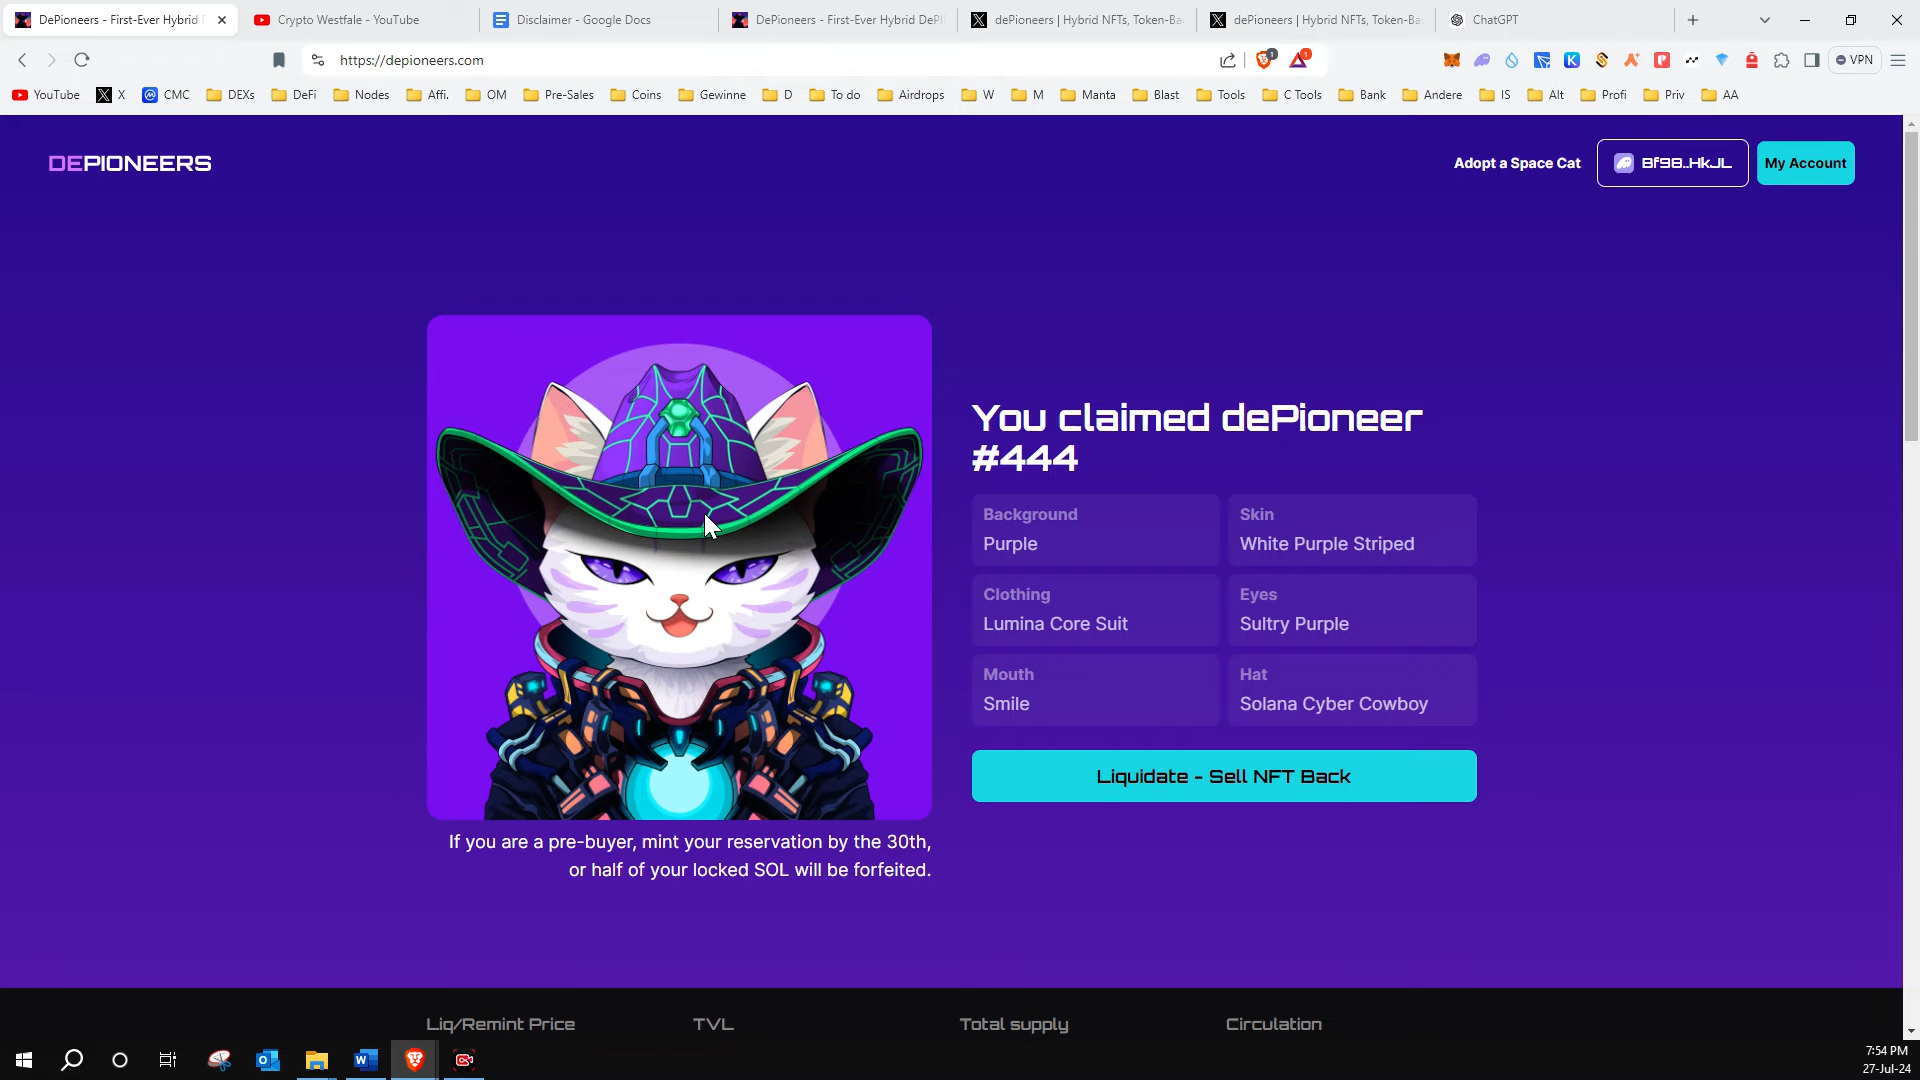 DePioneers - First-Ever Hybrid
Crypto Westfale - YouTube
Disclaimer - Google Docs
DePioneers - First-Ever Hybrid DePI
dePioneers | Hybrid NFTs, Token-Ba
dePioneers | Hybrid NFTs, Token-Ba
ChatGPT
https://depioneers.com
1
1
VPN
YouTube
X
CMC
DEXs
DeFi
Nodes
Affi.
OM
Pre-Sales
Coins
Gewinne
D
To do
Airdrops
W
M
Manta
Blast
Tools
C Tools
Bank
Andere
IS
Alt
Profi
Priv
AA
DEPIONEERS
Adopt a Space Cat
Bf98..HkJL
My Account
You claimed dePioneer
#444
Background
Purple
Skin
White Purple Striped
Clothing
Lumina Core Suit
Eyes
Sultry Purple
Mouth
Smile
Hat
Solana Cyber Cowboy
Liquidate - Sell NFT Back
If you are a pre-buyer, mint your reservation by the 30th,
or half of your locked SOL will be forfeited.
Liq/Remint Price
TVL
Total supply
Circulation
7:54 PM
27-Jul-24